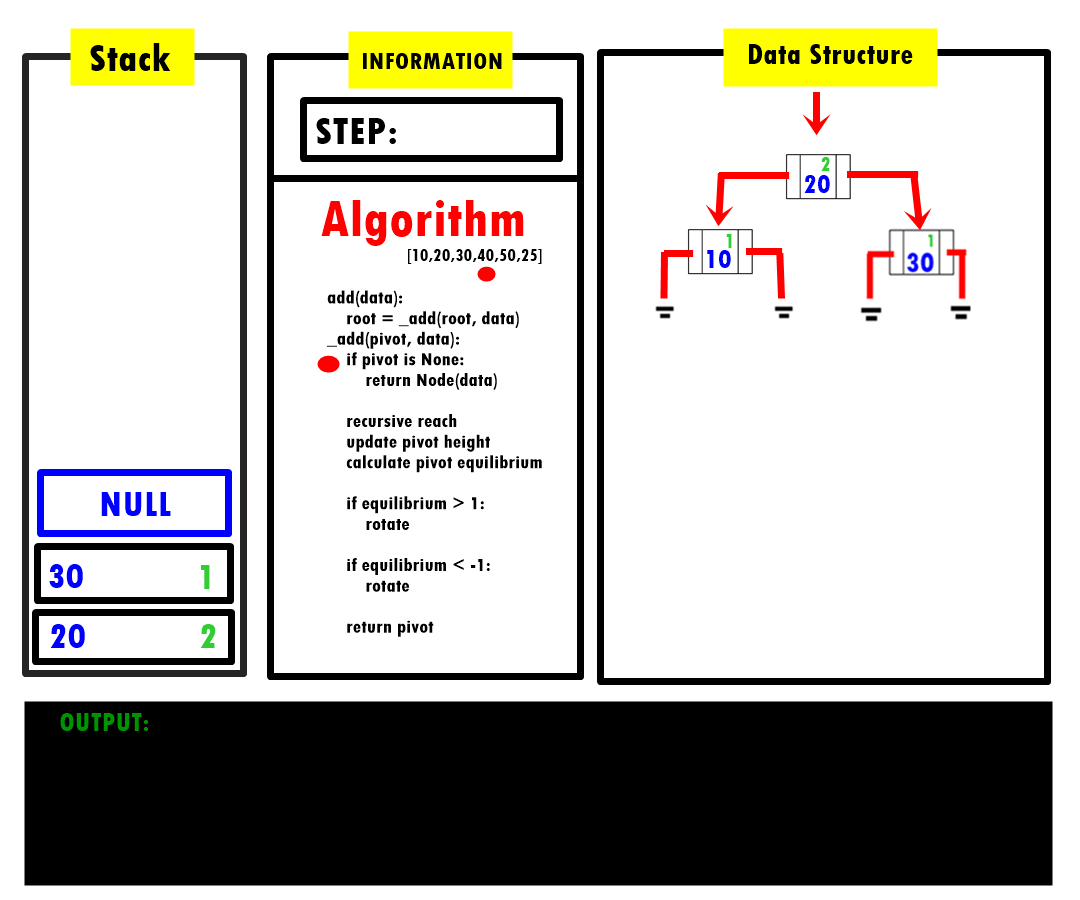 Stack
NULL
30 1
20 2
INFORMATION
STEP:
Algorithm
[10,20,30,40,50,25]
add(data):
root = _add(root, data)
_add(pivot, data):
if pivot is None:
return Node(data)
recursive reach
update pivot height
calculate pivot equilibrium
if equilibrium > 1:
rotate
if equilibrium < -1:
rotate
return pivot
Data Structure
2
20
1
10
1
30
OUTPUT: